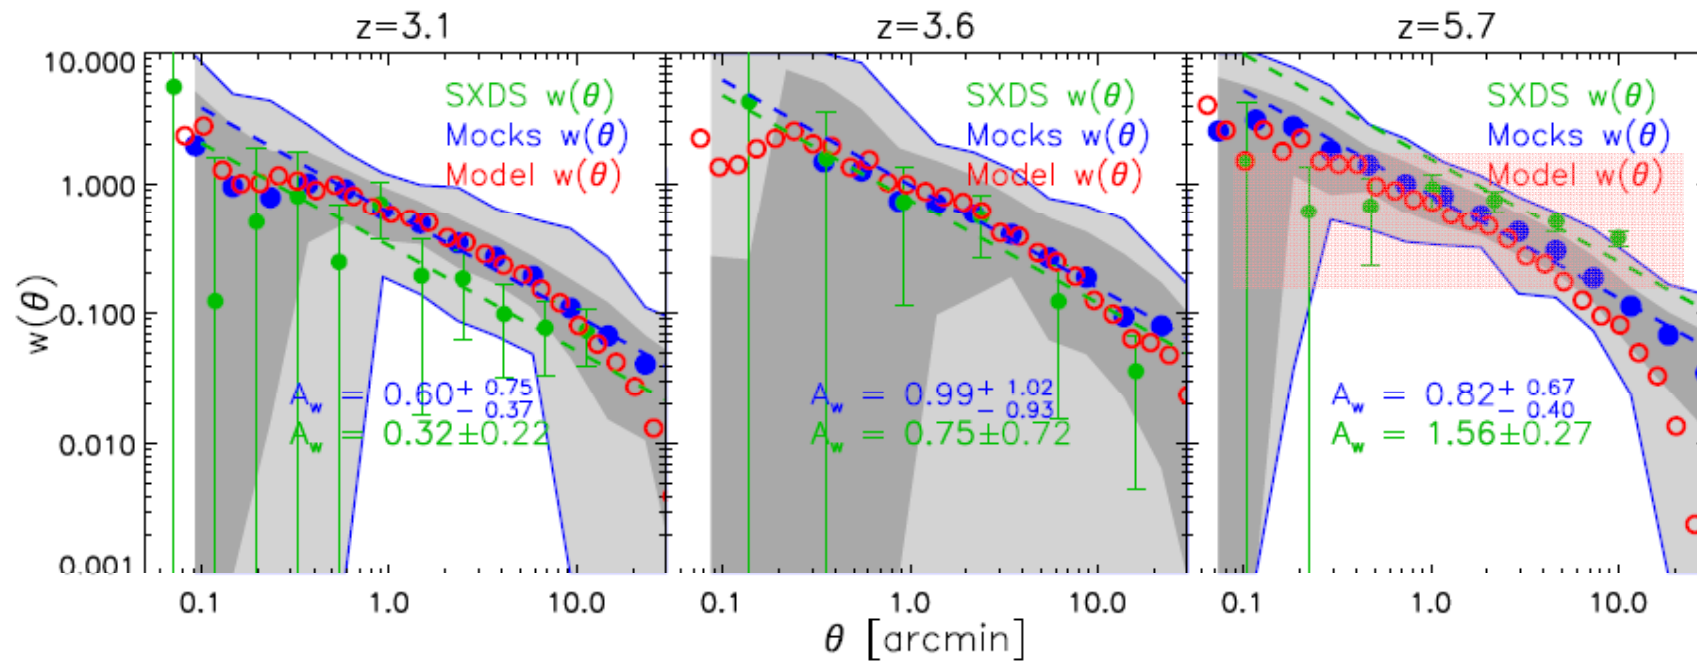 z=3.1
z=3.6
z=5.7
10.000
1.000
0.100
0.010
0.001
w(θ)
SXDS w(θ)
Mocks w(θ)
Model w(θ)
A_w = 0.60 + 0.75 - 0.37
A_w = 0.32±0.22
0.1 1.0 10.0
SXDS w(θ)
Mocks w(θ)
Model w(θ)
A_w = 0.99 + 1.02 - 0.93
A_w = 0.75±0.72
0.1 1.0 10.0
SXDS w(θ)
Mocks w(θ)
Model w(θ)
A_w = 0.82 + 0.67 - 0.40
A_w = 1.56±0.27
0.1 1.0 10.0
θ [arcmin]